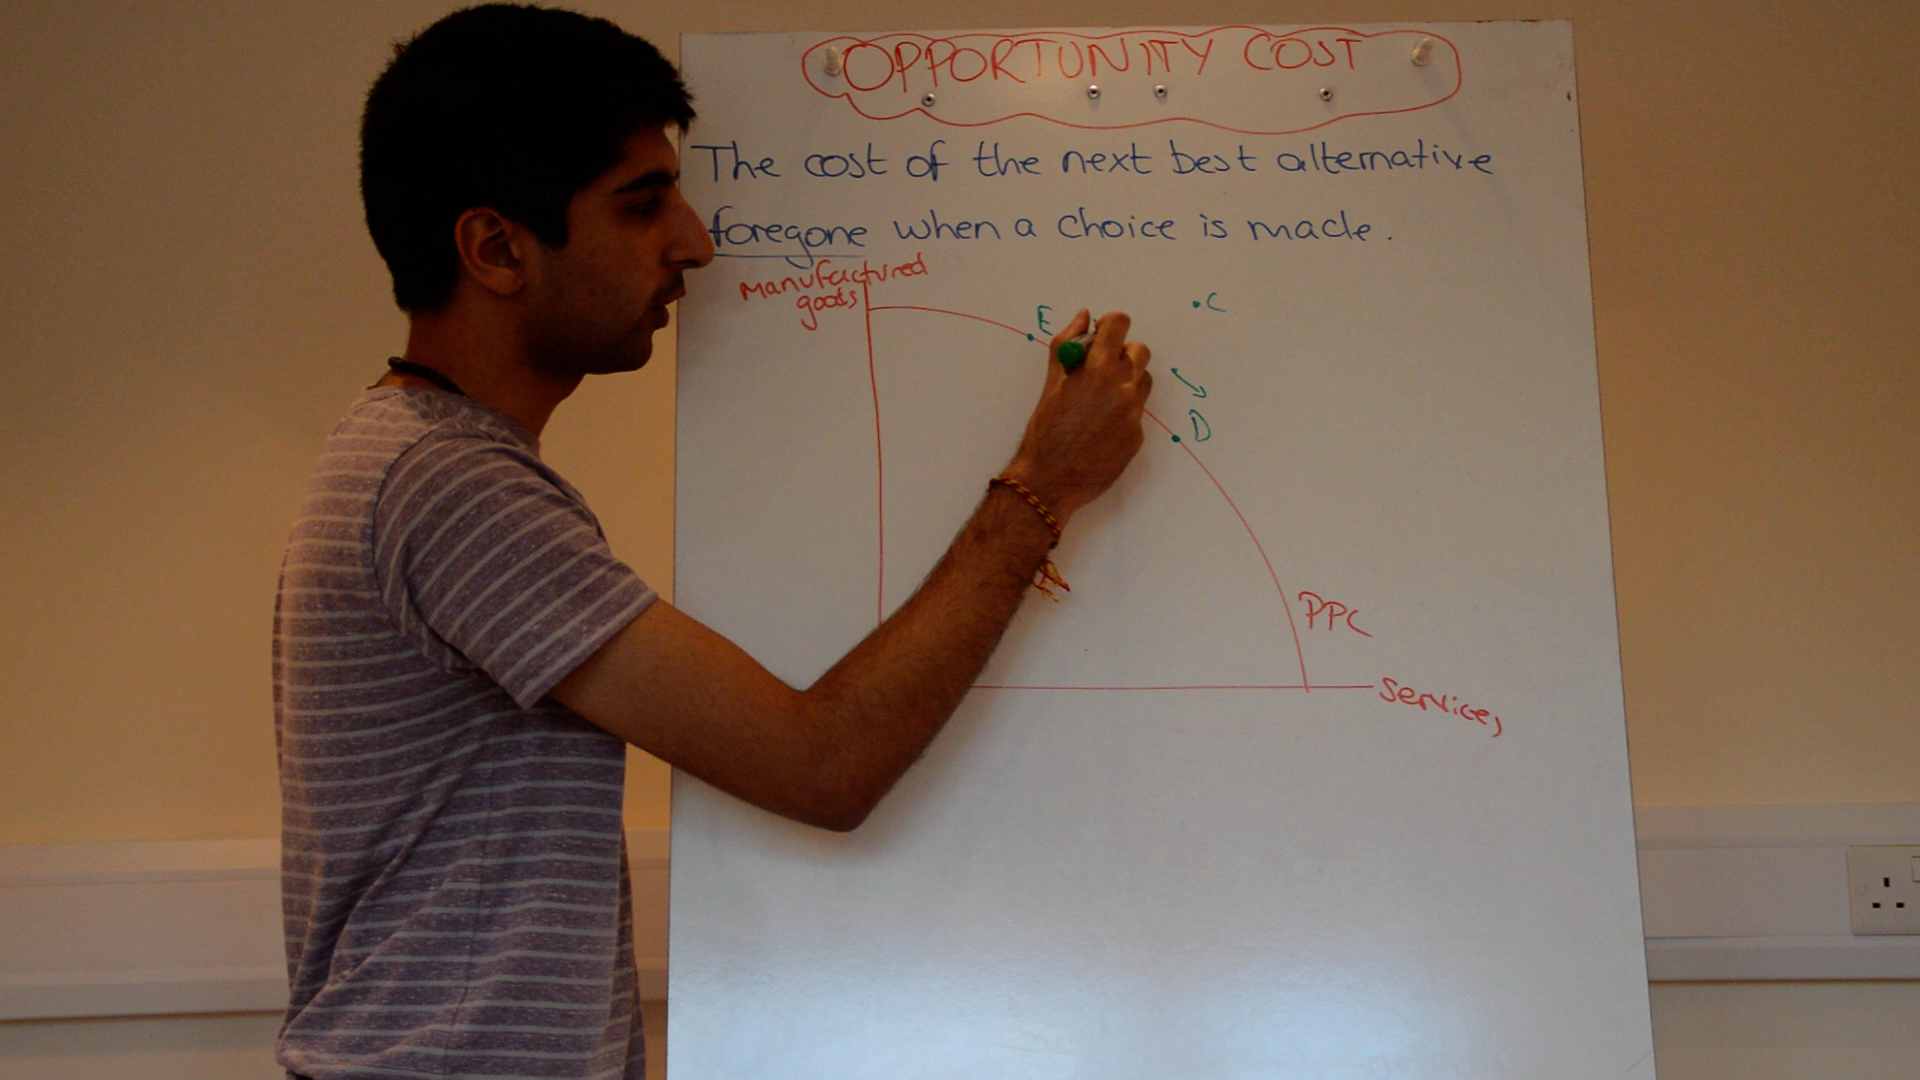 OPPORTUNITY COST
The cost of the next best alternative
foregone when a choice is made.
Manufactured
goods
E
C
D
PPC
Services